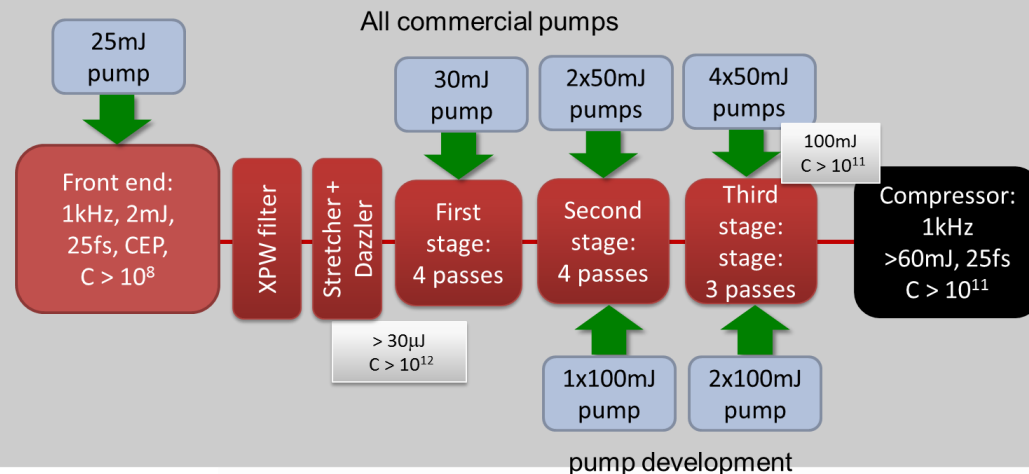 All commercial pumps
25mJ
pump
30mJ
pump
2x50mJ
pumps
4x50mJ
pumps
100mJ
C > 10¹¹
Front end:
1kHz, 2mJ,
25fs, CEP,
C > 10⁸
XPW filter
Stretcher +
Dazzler
First
stage:
4 passes
Second
stage:
4 passes
Third
stage:
stage:
3 passes
Compressor:
1kHz
>60mJ, 25fs
C > 10¹¹
> 30µJ
C > 10¹²
1x100mJ
pump
2x100mJ
pump
pump development